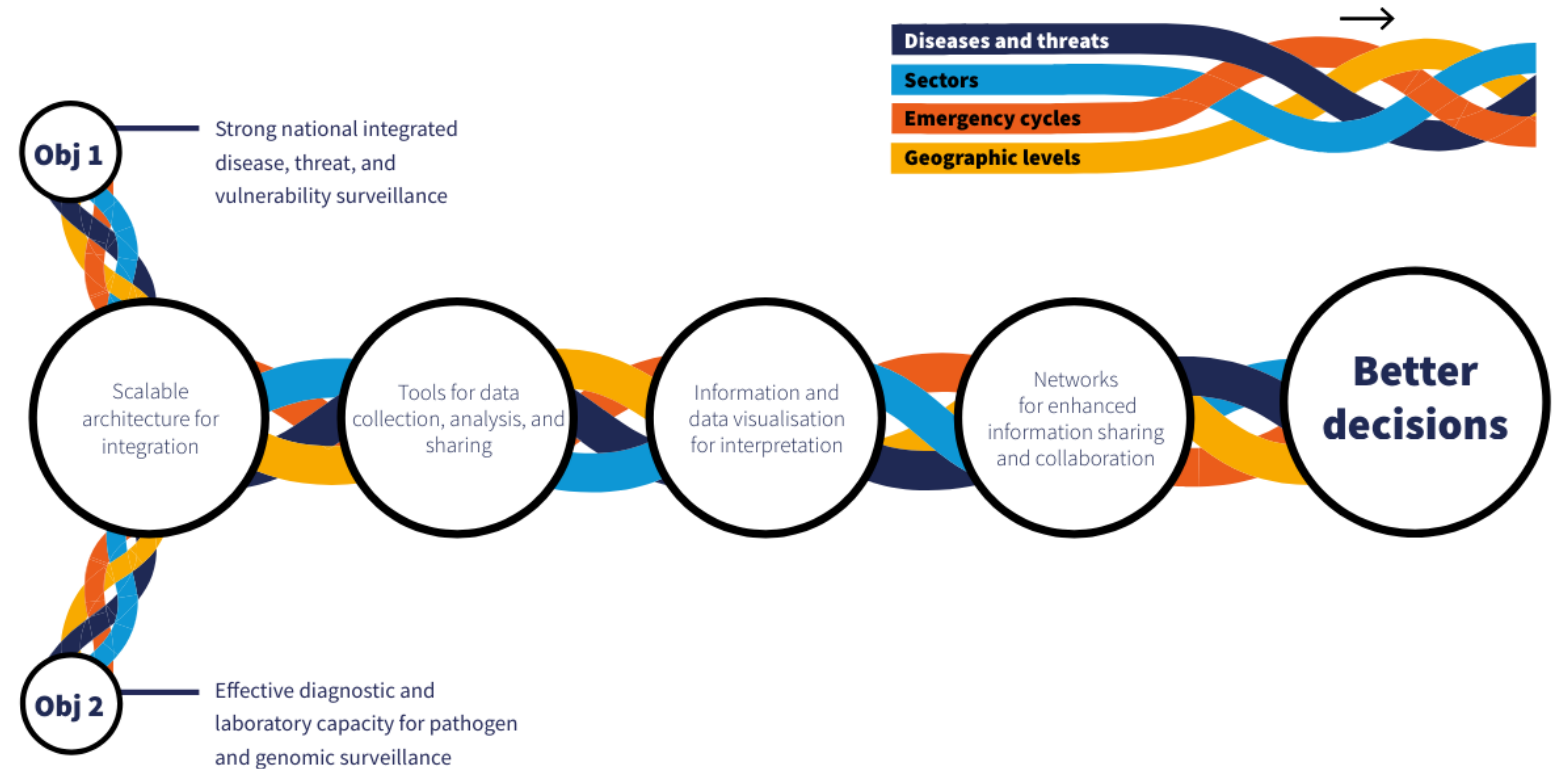 Diseases and threats
Sectors
Emergency cycles
Geographic levels
Obj 1
Strong national integrated
disease, threat, and
vulnerability surveillance
Scalable
architecture for
integration
Tools for data
collection, analysis, and
sharing
Information and
data visualisation
for interpretation
Networks
for enhanced
information sharing
and collaboration
Better
decisions
Obj 2
Effective diagnostic and
laboratory capacity for pathogen
and genomic surveillance